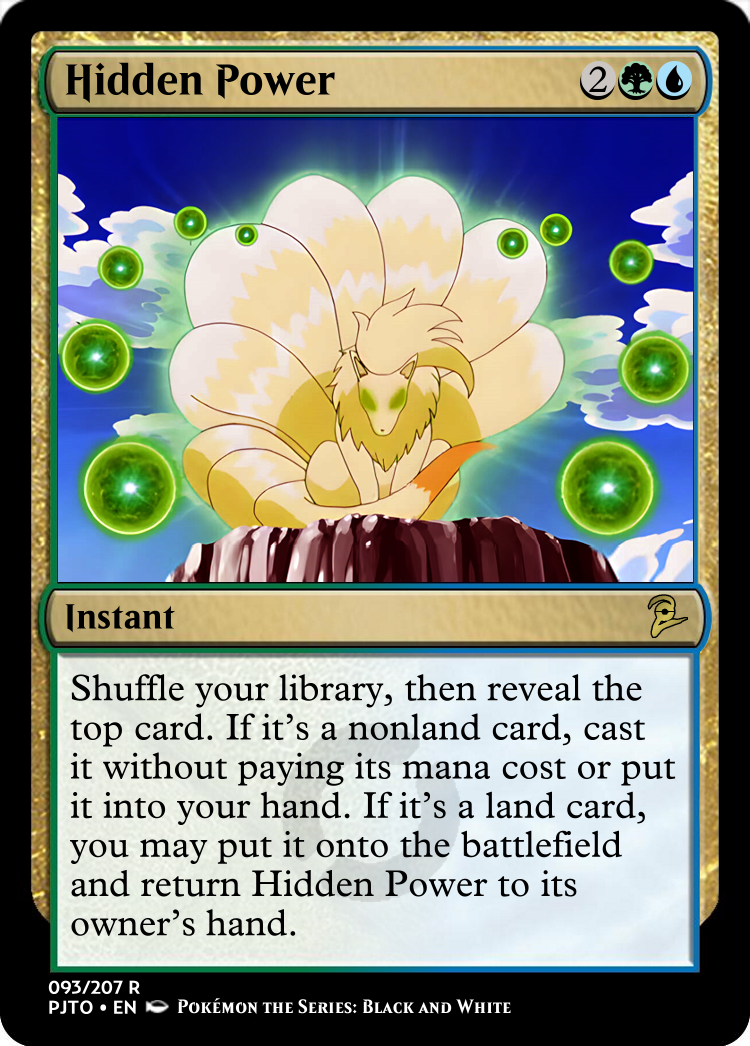 Hidden Power 2
Instant
Shuffle your library, then reveal the
top card. If it's a nonland card, cast
it without paying its mana cost or put
it into your hand. If it's a land card,
you may put it onto the battlefield
and return Hidden Power to its
owner's hand.
093/207 R
PJTO • EN Pokémon the Series: Black and White